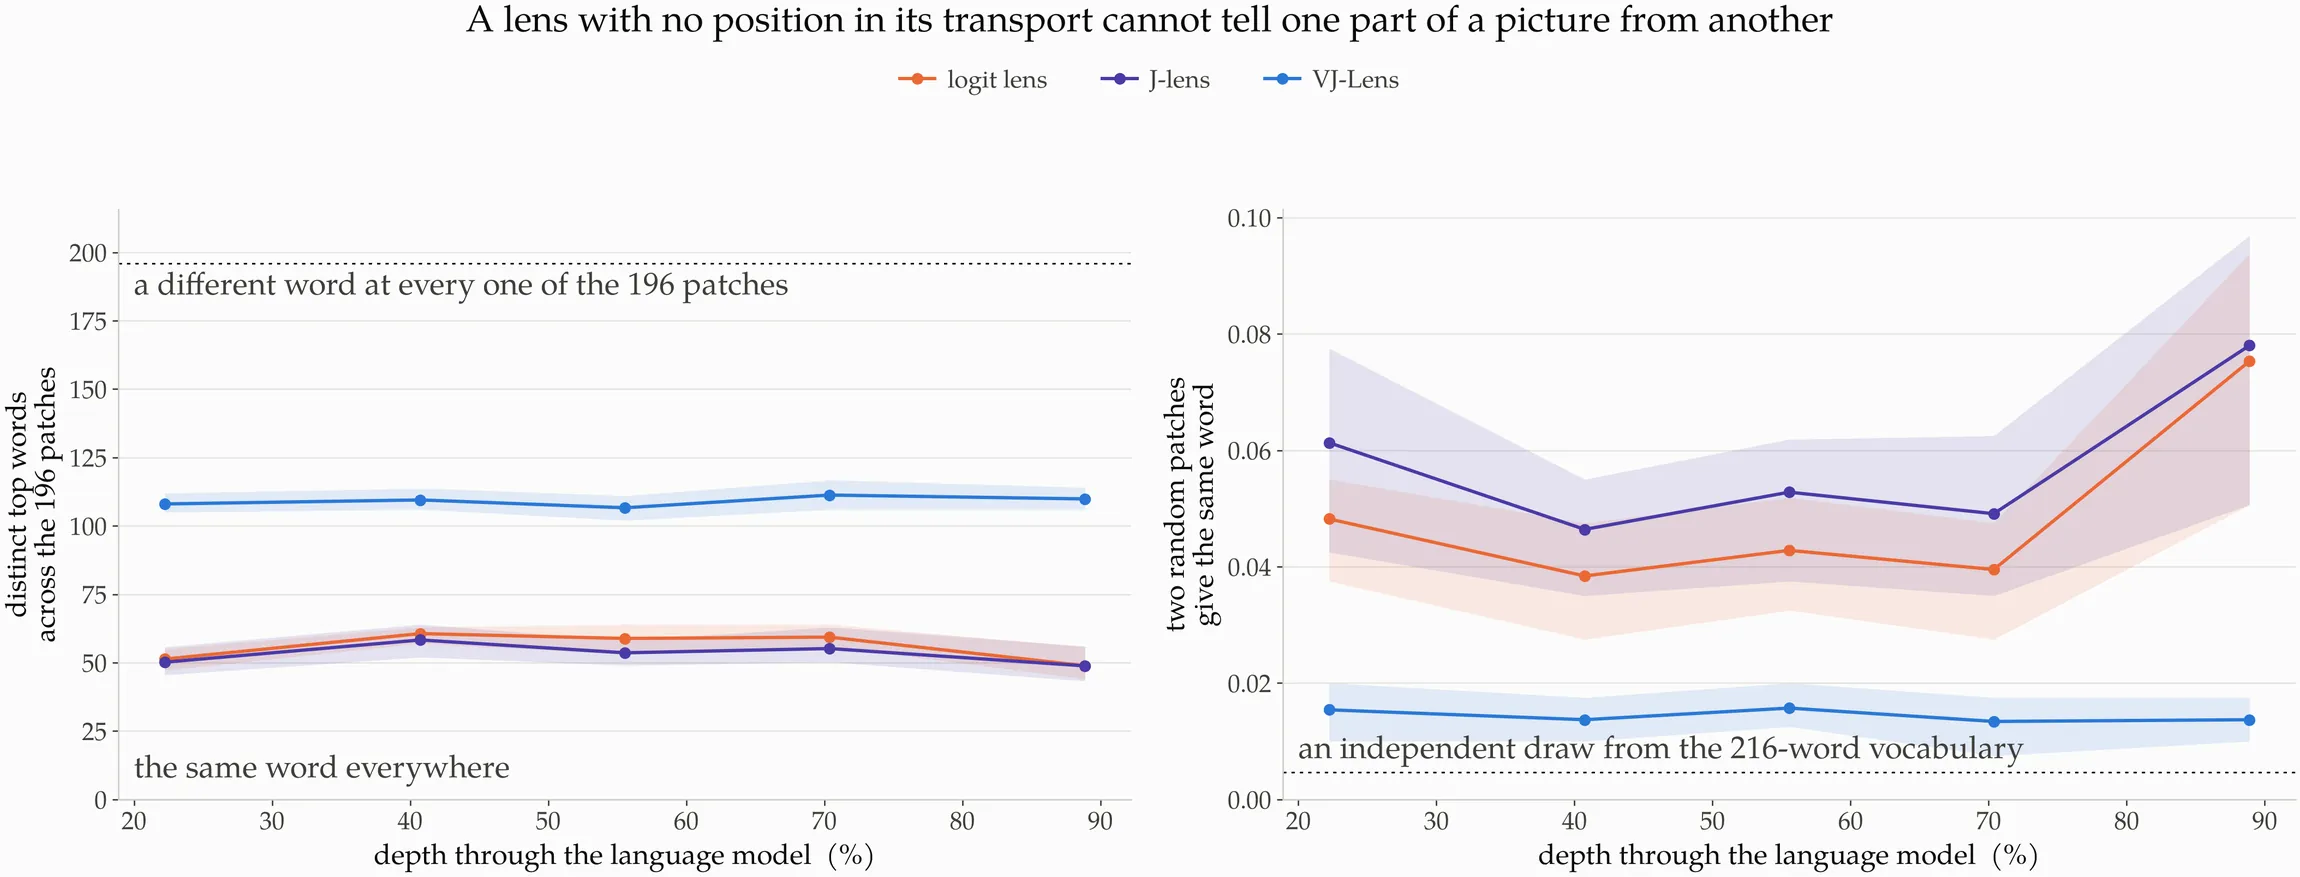 A lens with no position in its transport cannot tell one part of a picture from another
logit lens
J-lens
VJ-Lens
distinct top words
across the 196 patches
200
175
150
125
100
75
50
25
0
a different word at every one of the 196 patches
the same word everywhere
20 30 40 50 60 70 80 90
depth through the language model (%)
two random patches
give the same word
0.10
0.08
0.06
0.04
0.02
0.00
an independent draw from the 216-word vocabulary
20 30 40 50 60 70 80 90
depth through the language model (%)